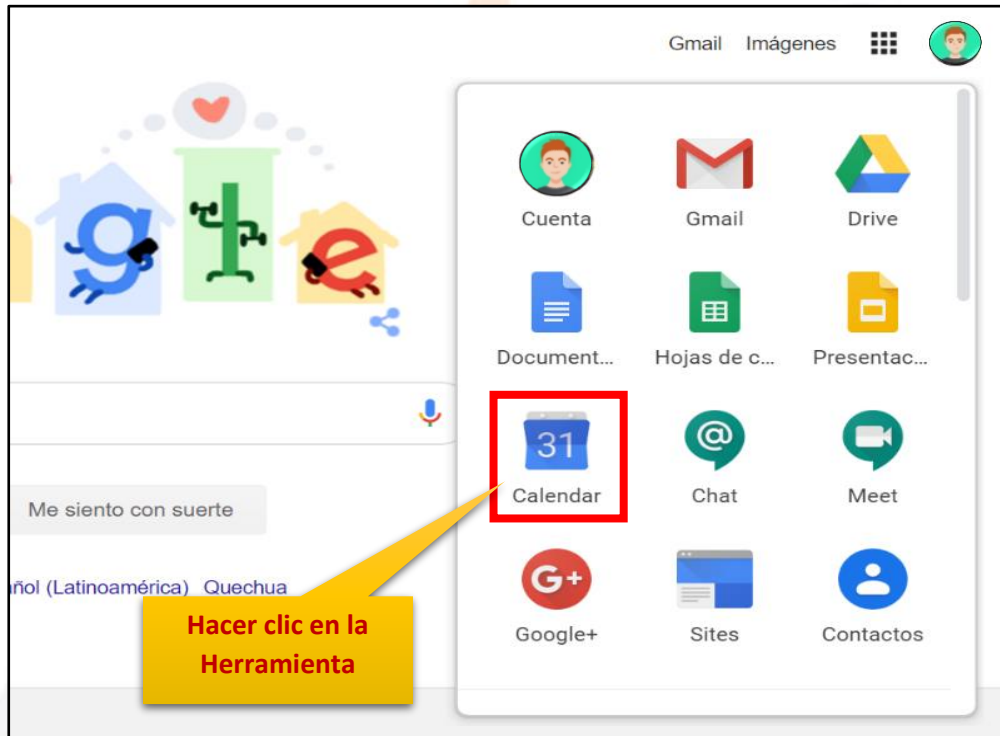 Gmail Imágenes
Cuenta Gmail Drive
Document... Hojas de c... Presentac...
31
Calendar Chat Meet
Me siento con suerte
ñol (Latinoamérica) Quechua
G+
Google+ Sites Contactos
Hacer clic en la
Herramienta